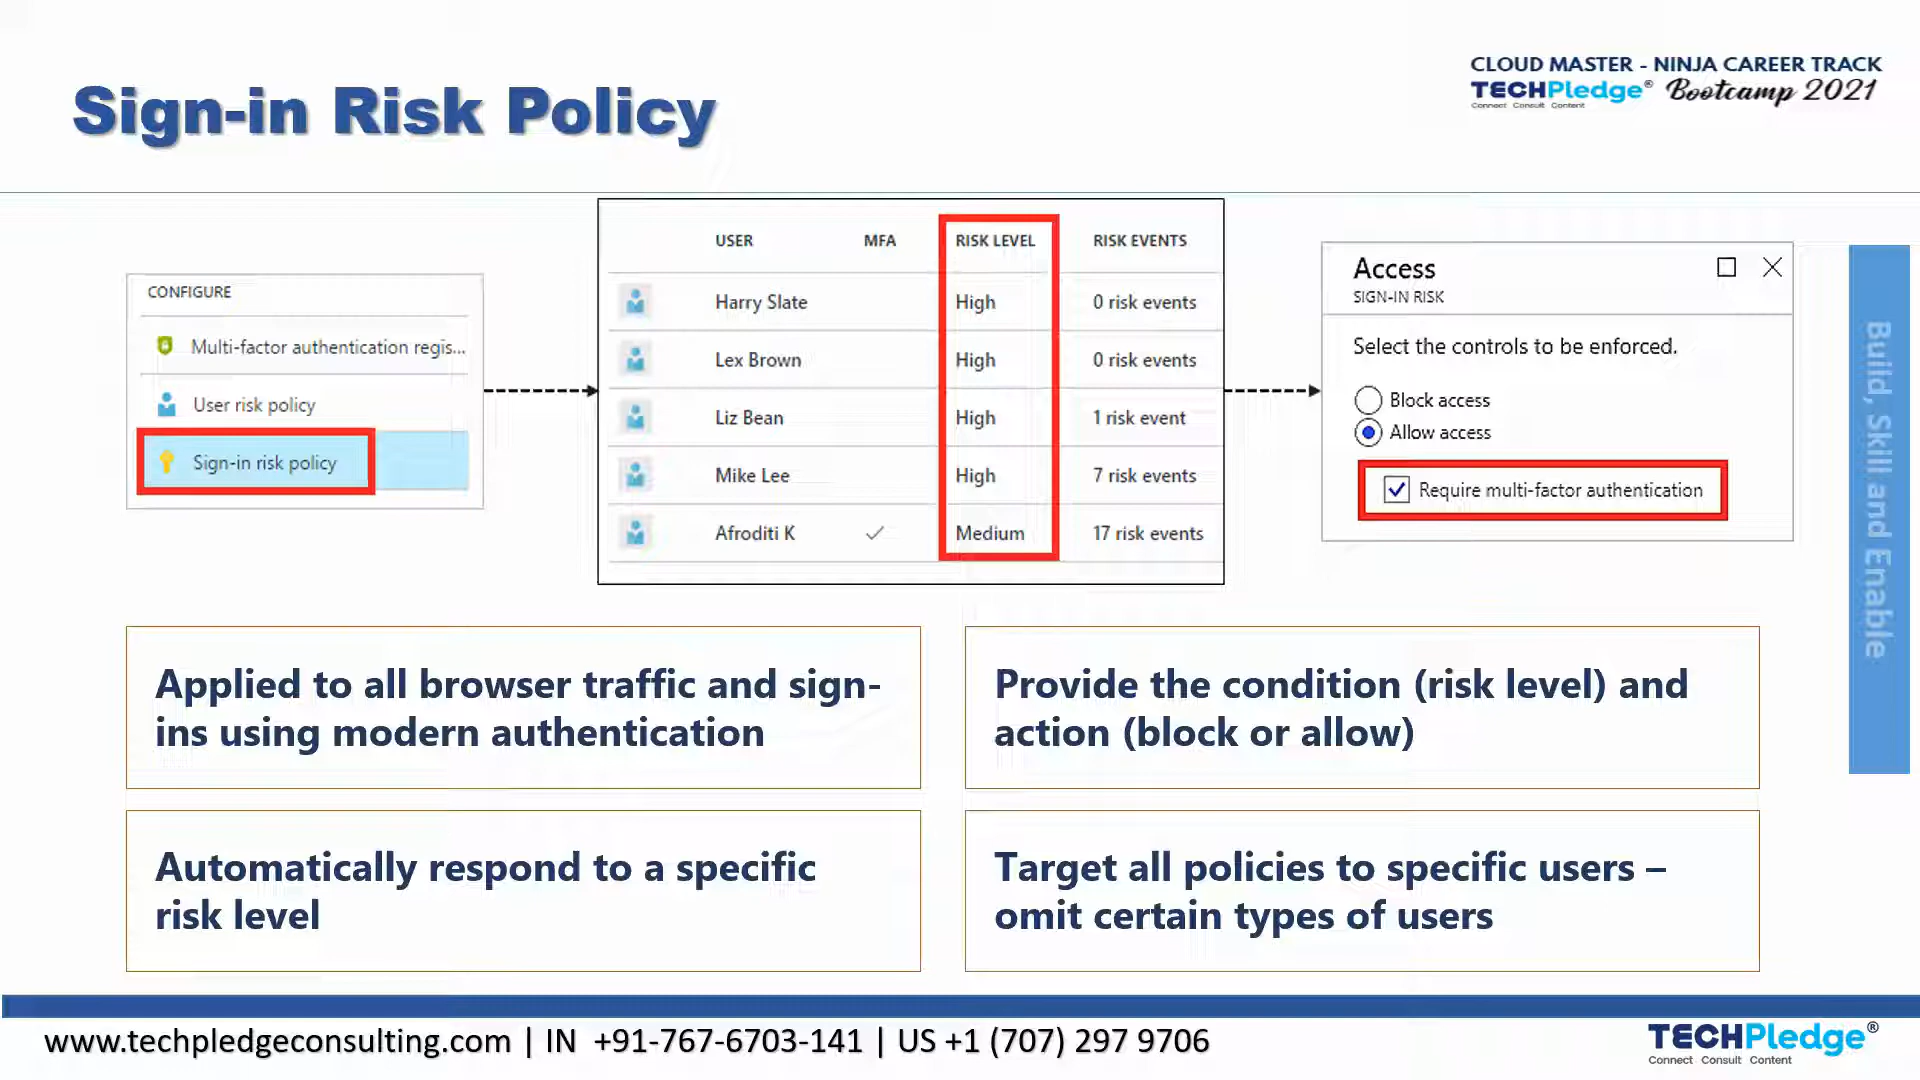 Sign-in Risk Policy
CLOUD MASTER - NINJA CAREER TRACK
TECHPledge® Bootcamp 2021
Connect Consult Content
CONFIGURE
Multi-factor authentication regis...
User risk policy
Sign-in risk policy
USER MFA RISK LEVEL RISK EVENTS
Harry Slate High 0 risk events
Lex Brown High 0 risk events
Liz Bean High 1 risk event
Mike Lee High 7 risk events
Afroditi K Medium 17 risk events
Access
SIGN-IN RISK
Select the controls to be enforced.
Block access
Allow access
Require multi-factor authentication
Build, Skill and Enable
Applied to all browser traffic and sign-
ins using modern authentication
Provide the condition (risk level) and
action (block or allow)
Automatically respond to a specific
risk level
Target all policies to specific users –
omit certain types of users
www.techpledgeconsulting.com | IN +91-767-6703-141 | US +1 (707) 297 9706
TECHPledge®
Connect Consult Content